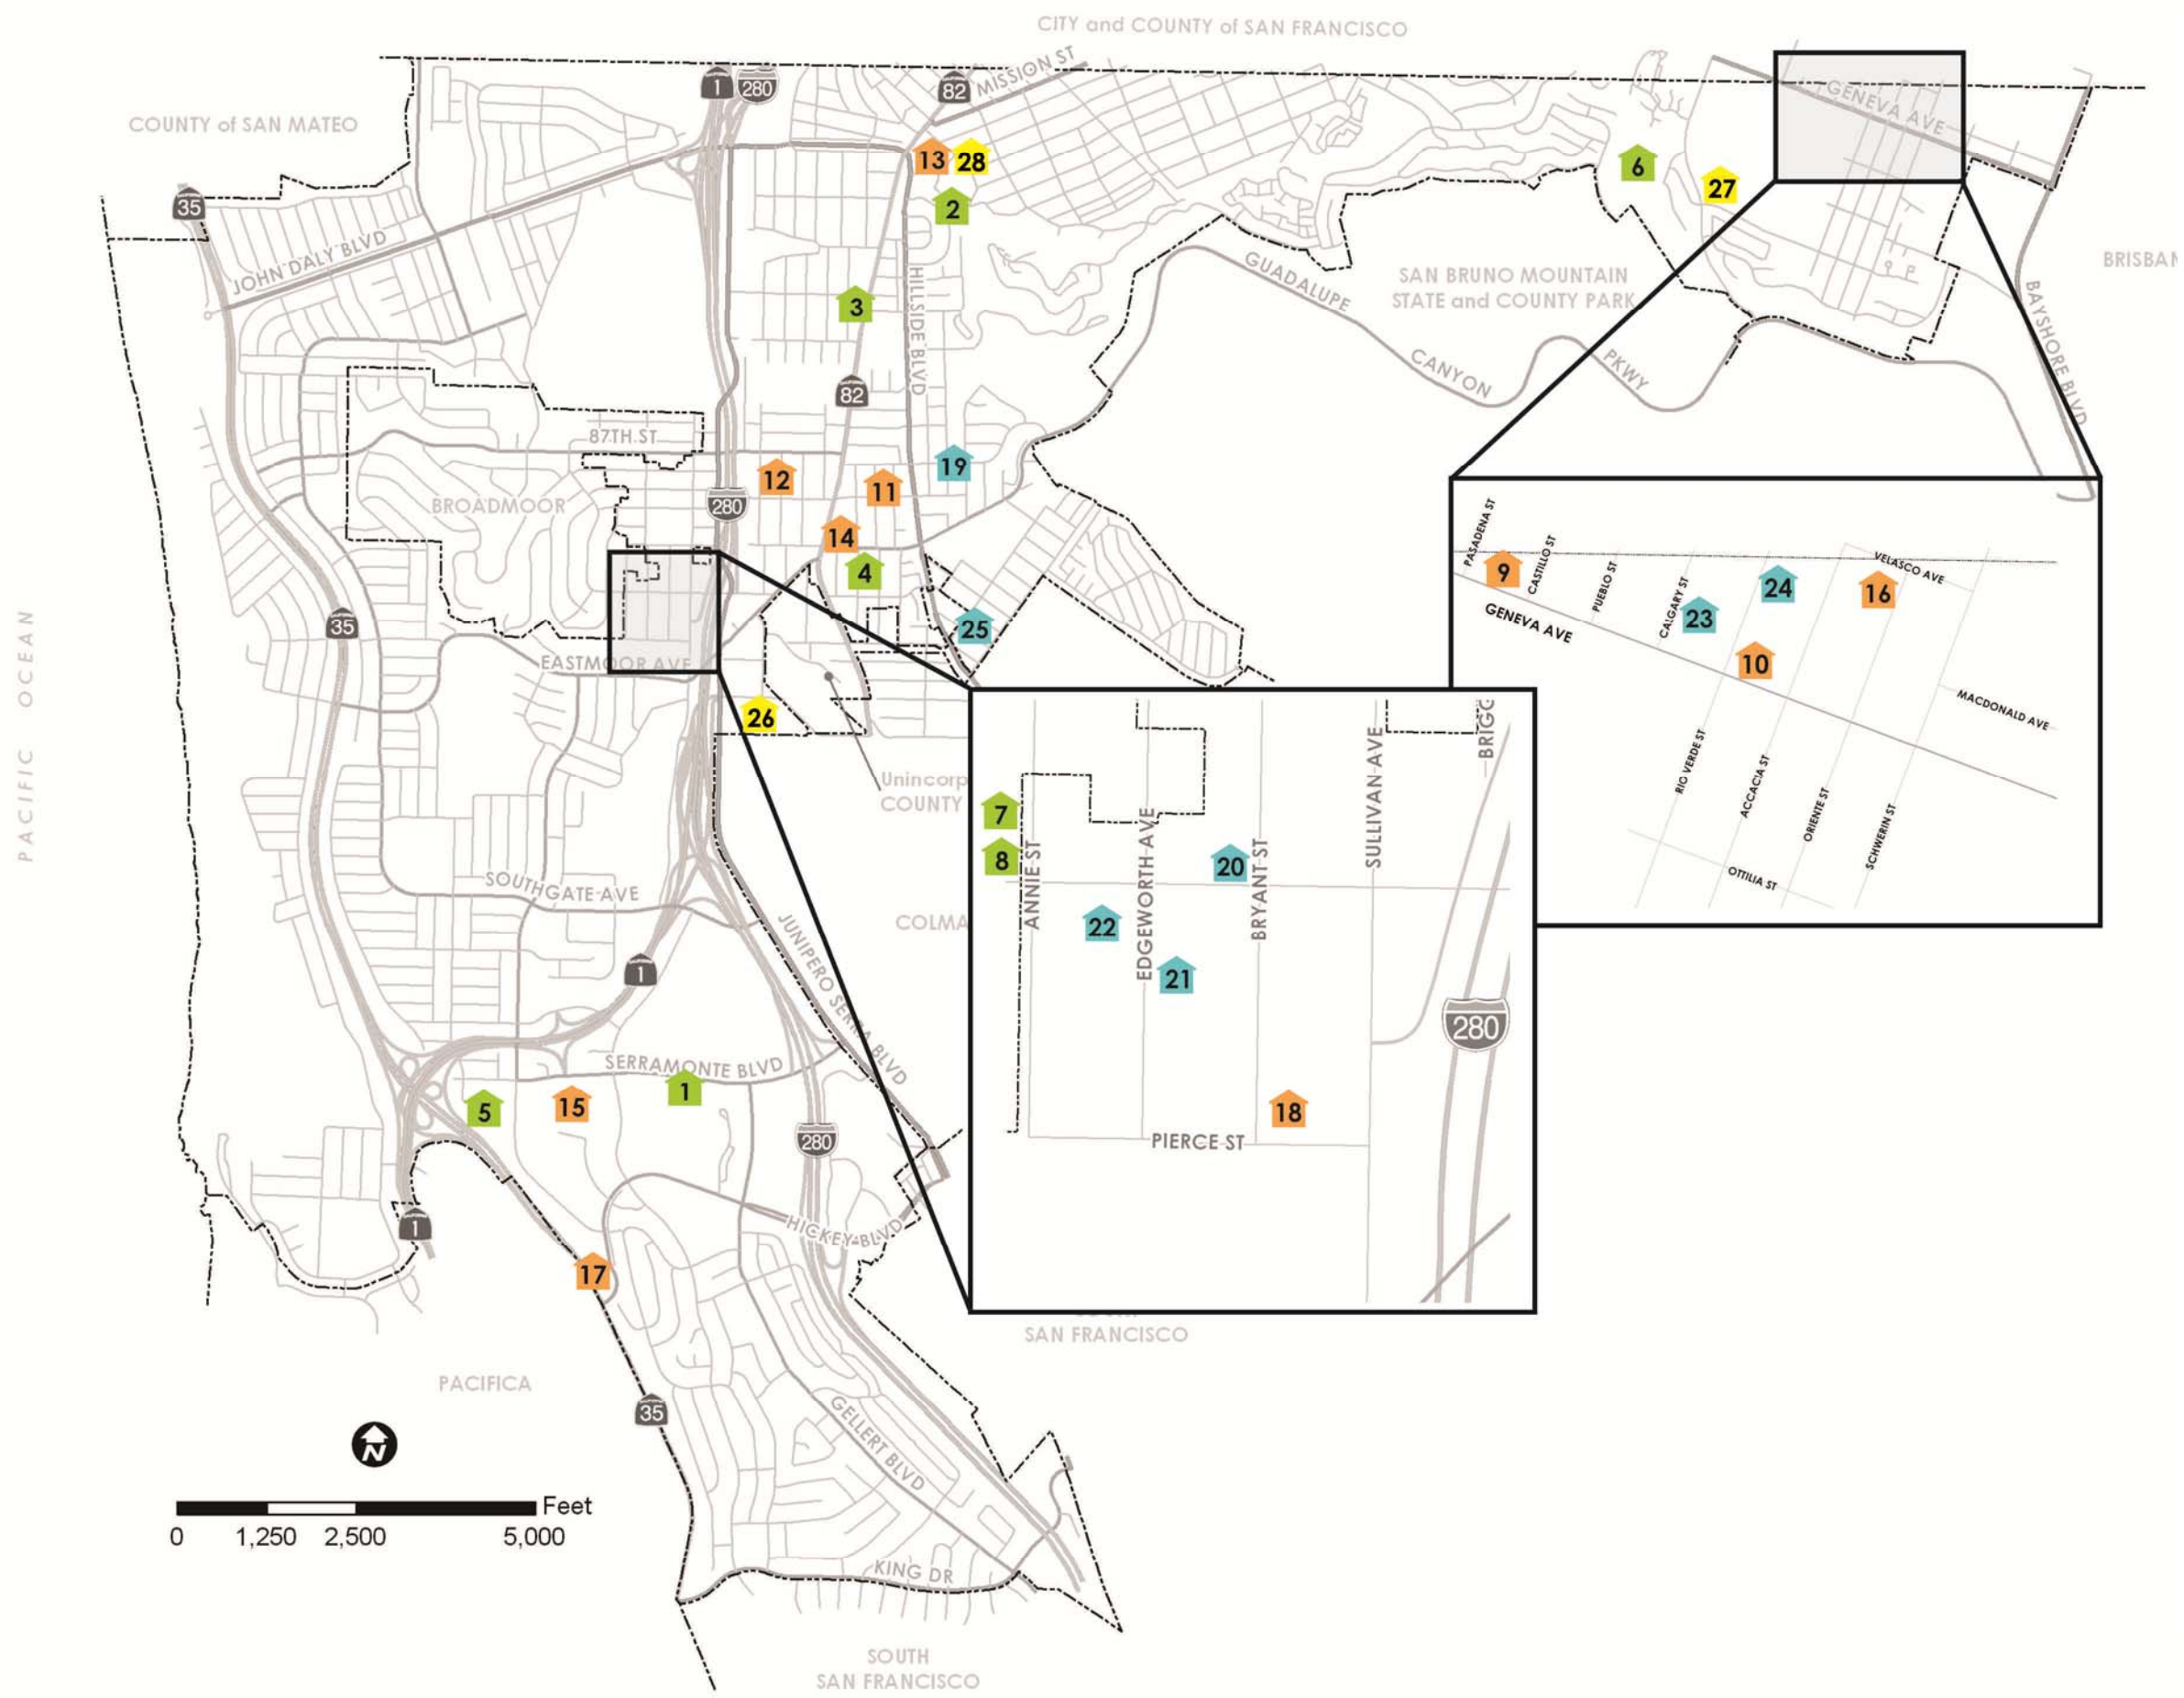 CITY and COUNTY of SAN FRANCISCO
COUNTY of SAN MATEO
1
280
82
MISSION ST
GENEVA AVE
13
28
6
27
2
35
JOHN DALY BLVD
HILLSIDE BLVD
3
GUADALUPE
CANYON
PKWY
SAN BRUNO MOUNTAIN
STATE and COUNTY PARK
BRISBAN
BAYSHORE BLVD
82
87TH ST
12
11
19
BROADMOOR
280
14
4
25
35
EASTMOOR AVE
26
PACIFIC OCEAN
Unincorp
COUNTY
COLMA
SOUTHGATE AVE
JUNIPERO SERRA BLVD
1
SERRAMONTE BLVD
5
15
1
280
1
HICKEY BLVD
17
PACIFICA
35
GELLERT BLVD
KING DR
SAN FRANCISCO
SOUTH
SAN FRANCISCO
N
Feet
0
1,250
2,500
5,000
PASADENA ST
9
CASTILLO ST
PUEBLO ST
CALGARY ST
23
24
VELASCO AVE
16
GENEVA AVE
10
MACDONALD AVE
RIO VERDE ST
ACCACIA ST
ORIENTE ST
SCHWERIN ST
OTTILIA ST
BRIGG
SULLIVAN AVE
7
8
ANNIE ST
EDGEWORTH AVE
20
BRYANT ST
22
21
280
18
PIERCE ST